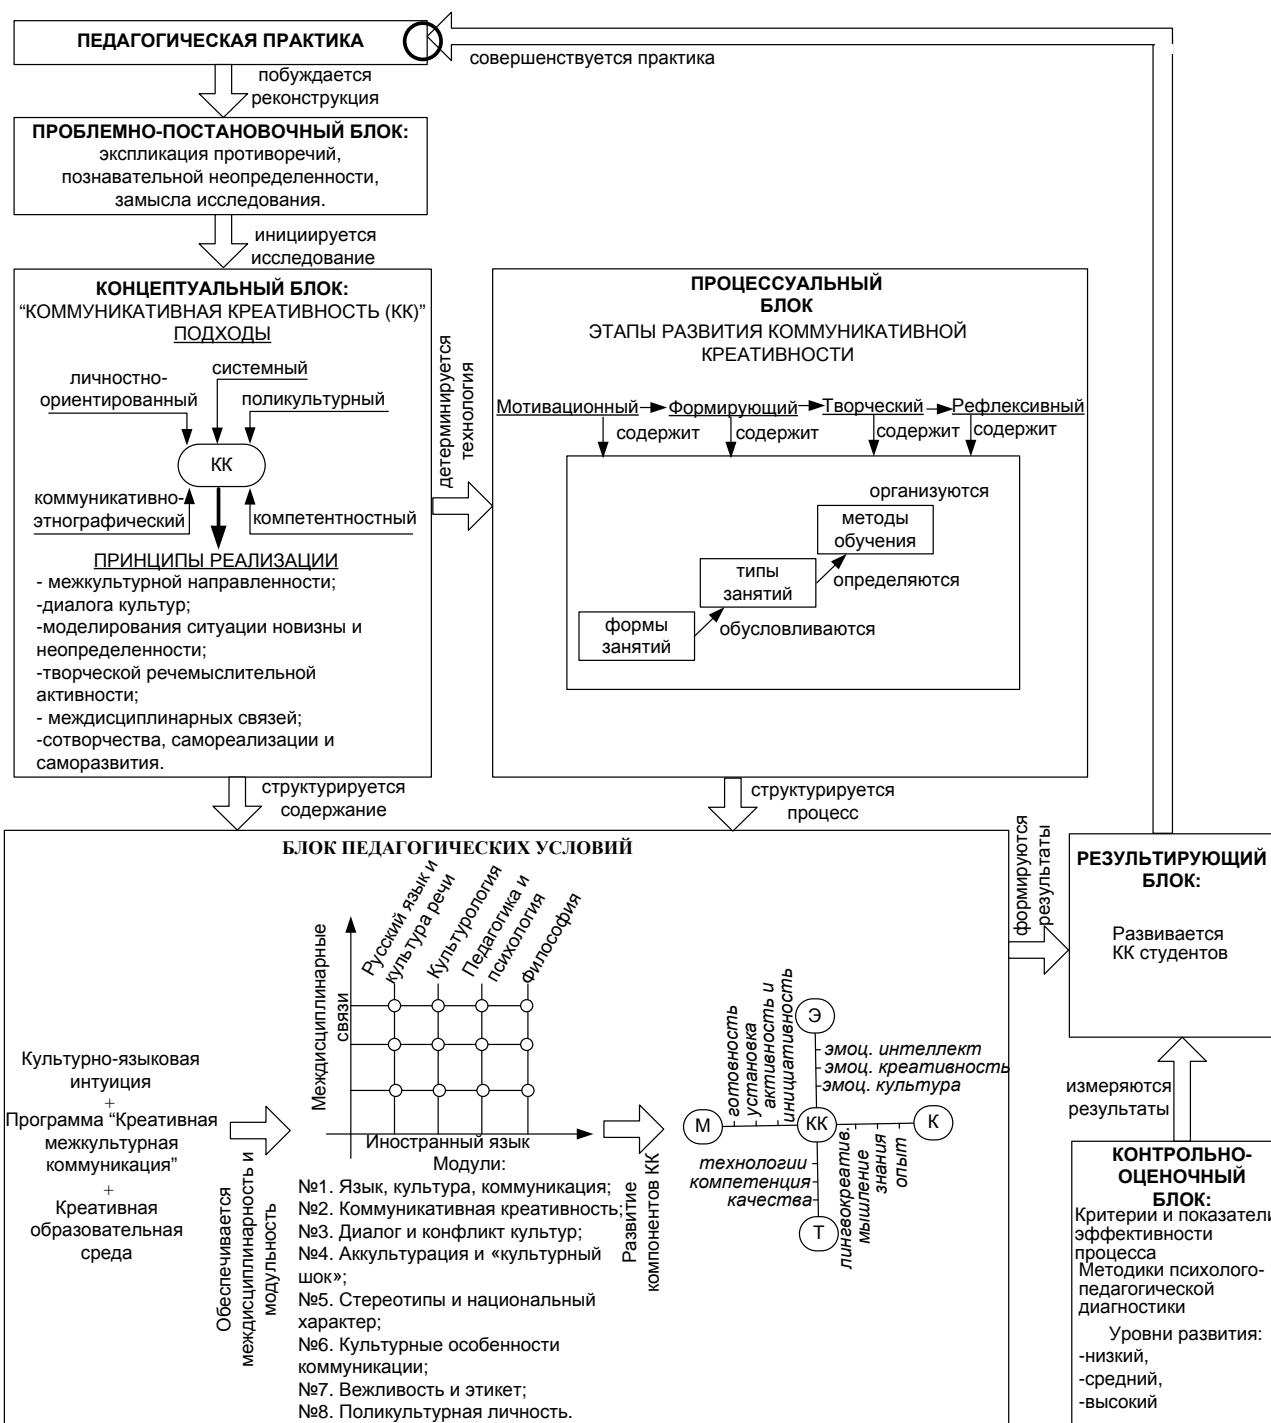 ПЕДАГОГИЧЕСКАЯ ПРАКТИКА
совершенствуется практика
побуждается
реконструкция
ПРОБЛЕМНО-ПОСТАНОВОЧНЫЙ БЛОК:
экспликация противоречий,
познавательной неопределенности,
замысла исследования.
инициируется
исследование
КОНЦЕПТУАЛЬНЫЙ БЛОК:
“КОММУНИКАТИВНАЯ КРЕАТИВНОСТЬ (КК)”
ПОДХОДЫ
личностно-
ориентированный
системный
поликультурный
КК
коммуникативно-
этнографический
компетентностный
ПРИНЦИПЫ РЕАЛИЗАЦИИ
- межкультурной направленности;
-диалога культур;
-моделирования ситуации новизны и
неопределенности;
-творческой речемыслительной
активности;
- междисциплинарных связей;
-сотворчества, самореализации и
саморазвития.
детерминируется
технология
ПРОЦЕССУАЛЬНЫЙ
БЛОК
ЭТАПЫ РАЗВИТИЯ КОММУНИКАТИВНОЙ
КРЕАТИВНОСТИ
Мотивационный
Формирующий
Творческий
Рефлексивный
содержит
содержит
содержит
содержит
организуются
методы
обучения
определяются
типы
занятий
обусловливаются
формы
занятий
структурируется
содержание
структурируется
процесс
БЛОК ПЕДАГОГИЧЕСКИХ УСЛОВИЙ
Культурно-языковая
интуиция
+
Программа “Креативная
межкультурная
коммуникация”
+
Креативная
образовательная
среда
Обеспечивается
междисциплинарность и
модульность
Междисциплинарные
связи
Русский язык и
культура речи
Культурология
Педагогика и
психология
Философия
Иностранный язык
Модули:
№1. Язык, культура, коммуникация;
№2. Коммуникативная креативность;
№3. Диалог и конфликт культур;
№4. Аккультурация и «культурный
шок»;
№5. Стереотипы и национальный
характер;
№6. Культурные особенности
коммуникации;
№7. Вежливость и этикет;
№8. Поликультурная личность.
Развитие
компонентов КК
Э
эмоц. интеллект
эмоц. креативность
эмоц. культура
готовность
установка
активность и
инициативность
М
КК
К
технологии
компетенция
качества
лингвокреатив.
мышление
знания
опыт
Т
формируются
результаты
РЕЗУЛЬТИРУЮЩИЙ
БЛОК:
Развивается
КК студентов
измеряются
результаты
КОНТРОЛЬНО-
ОЦЕНОЧНЫЙ
БЛОК:
Критерии и показатели
эффективности
процесса
Методики психолого-
педагогической
диагностики
Уровни развития:
-низкий,
-средний,
-высокий